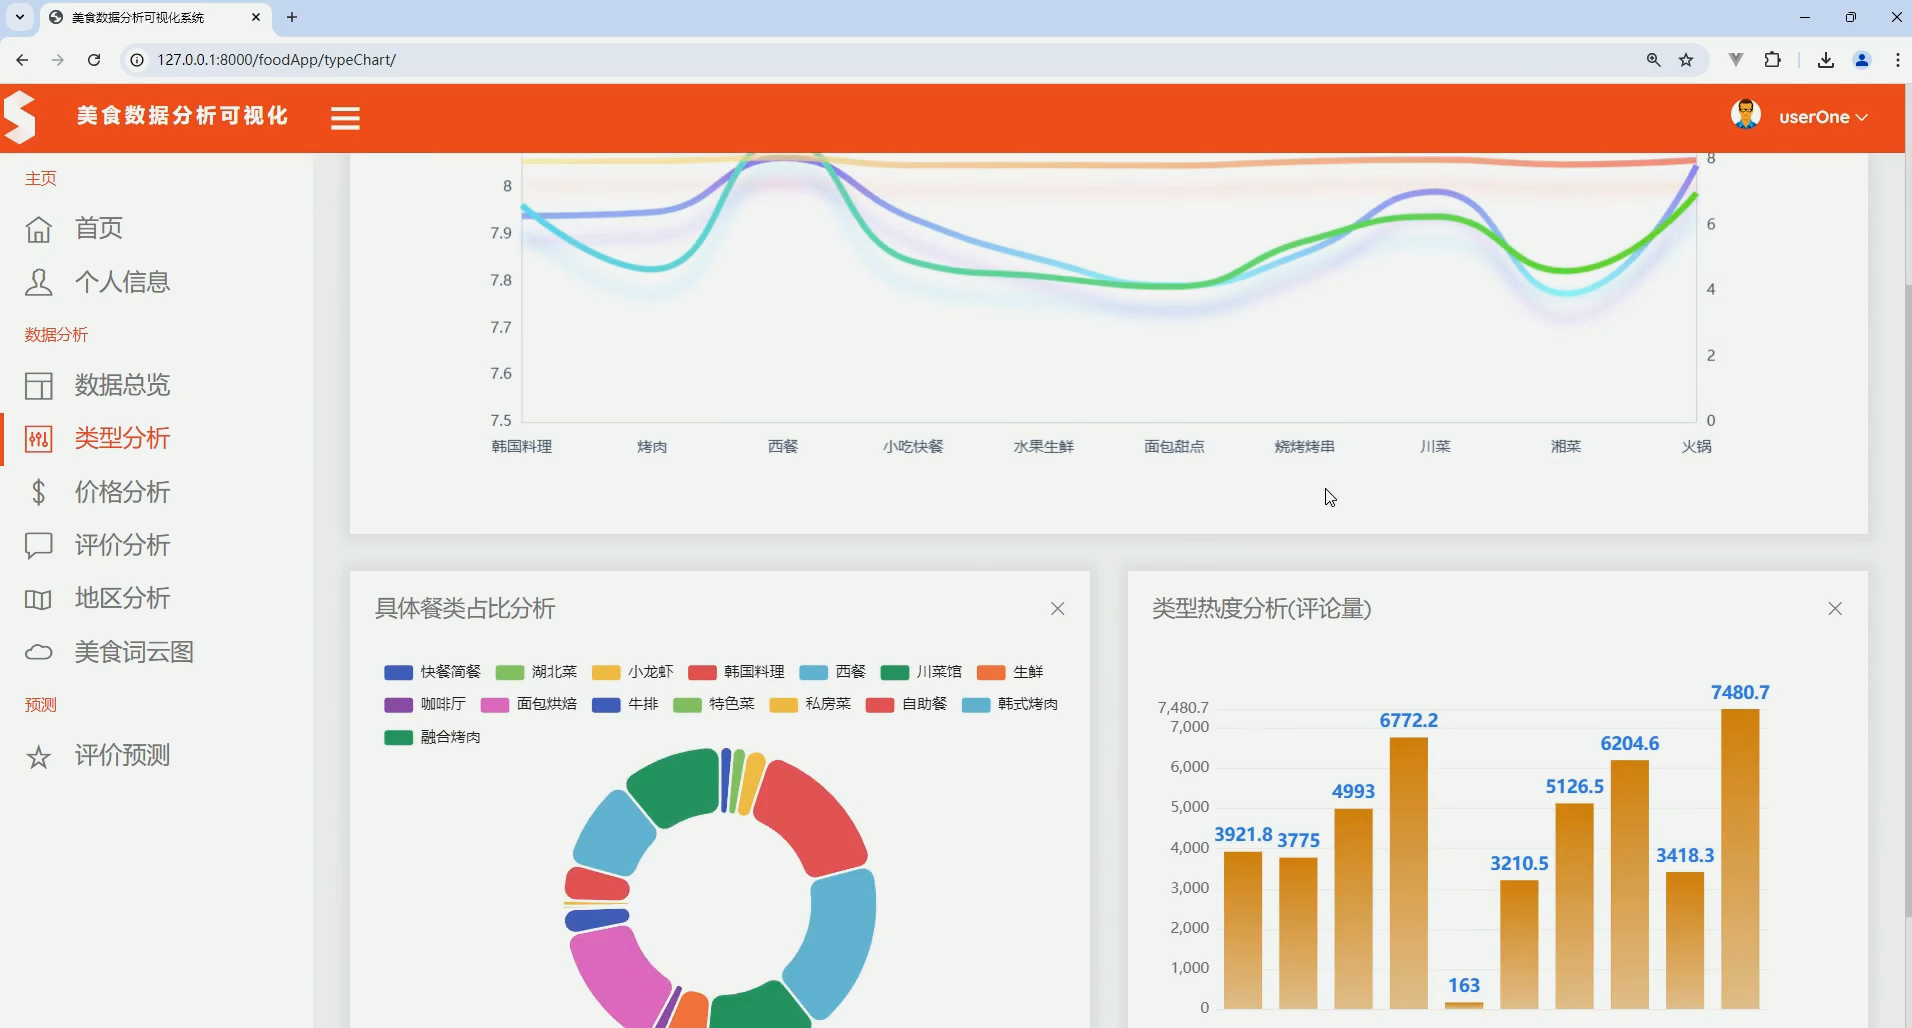 美食数据分析可视化系统
127.0.0.1:8000/foodApp/typeChart/
美食数据分析可视化
userOne
主页
首页
个人信息
数据分析
数据总览
类型分析
价格分析
评价分析
地区分析
美食词云图
预测
评价预测
8
7.9
7.8
7.7
7.6
7.5
8
6
4
2
0
韩国料理 烤肉 西餐 小吃快餐 水果生鲜 面包甜点 烧烤烤串 川菜 湘菜 火锅
具体餐类占比分析
快餐简餐 湖北菜 小龙虾 韩国料理 西餐 川菜馆 生鲜
咖啡厅 面包烘焙 牛排 特色菜 私房菜 自助餐 韩式烤肉
融合烤肉
类型热度分析(评论量)
7,480.7
7,000
6,000
5,000
4,000
3,000
2,000
1,000
0
3921.8 3775 4993 6772.2 163 3210.5 5126.5 6204.6 3418.3 7480.7